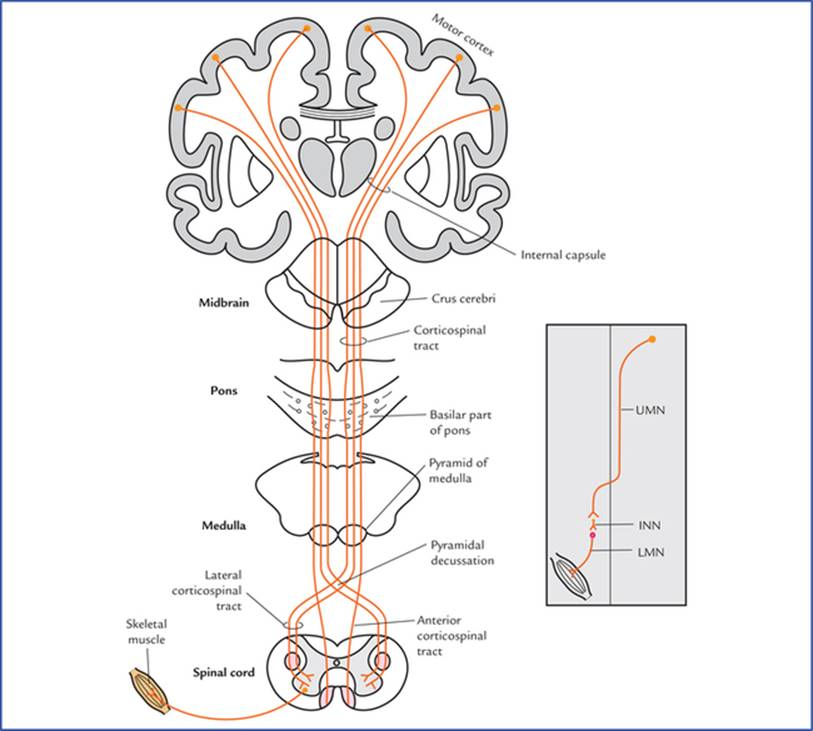 Motor cortex
Internal capsule
Midbrain
Crus cerebri
Corticospinal
tract
Pons
Basilar part
of pons
Pyramid of
medulla
Medulla
Pyramidal
decussation
Lateral
corticospinal
tract
Anterior
corticospinal
tract
Skeletal
muscle
Spinal cord
UMN
INN
LMN